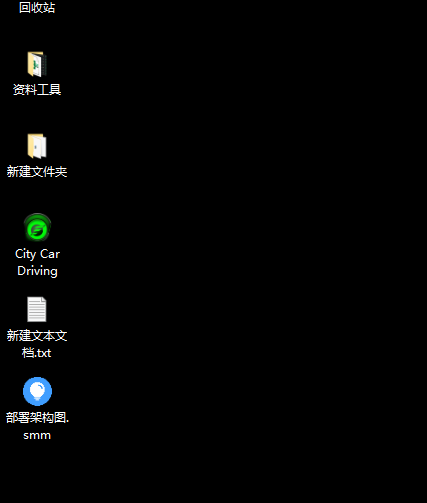 回收站
资料工具
新建文件夹
City Car
Driving
新建文本文
档.txt
部署架构图.
smm